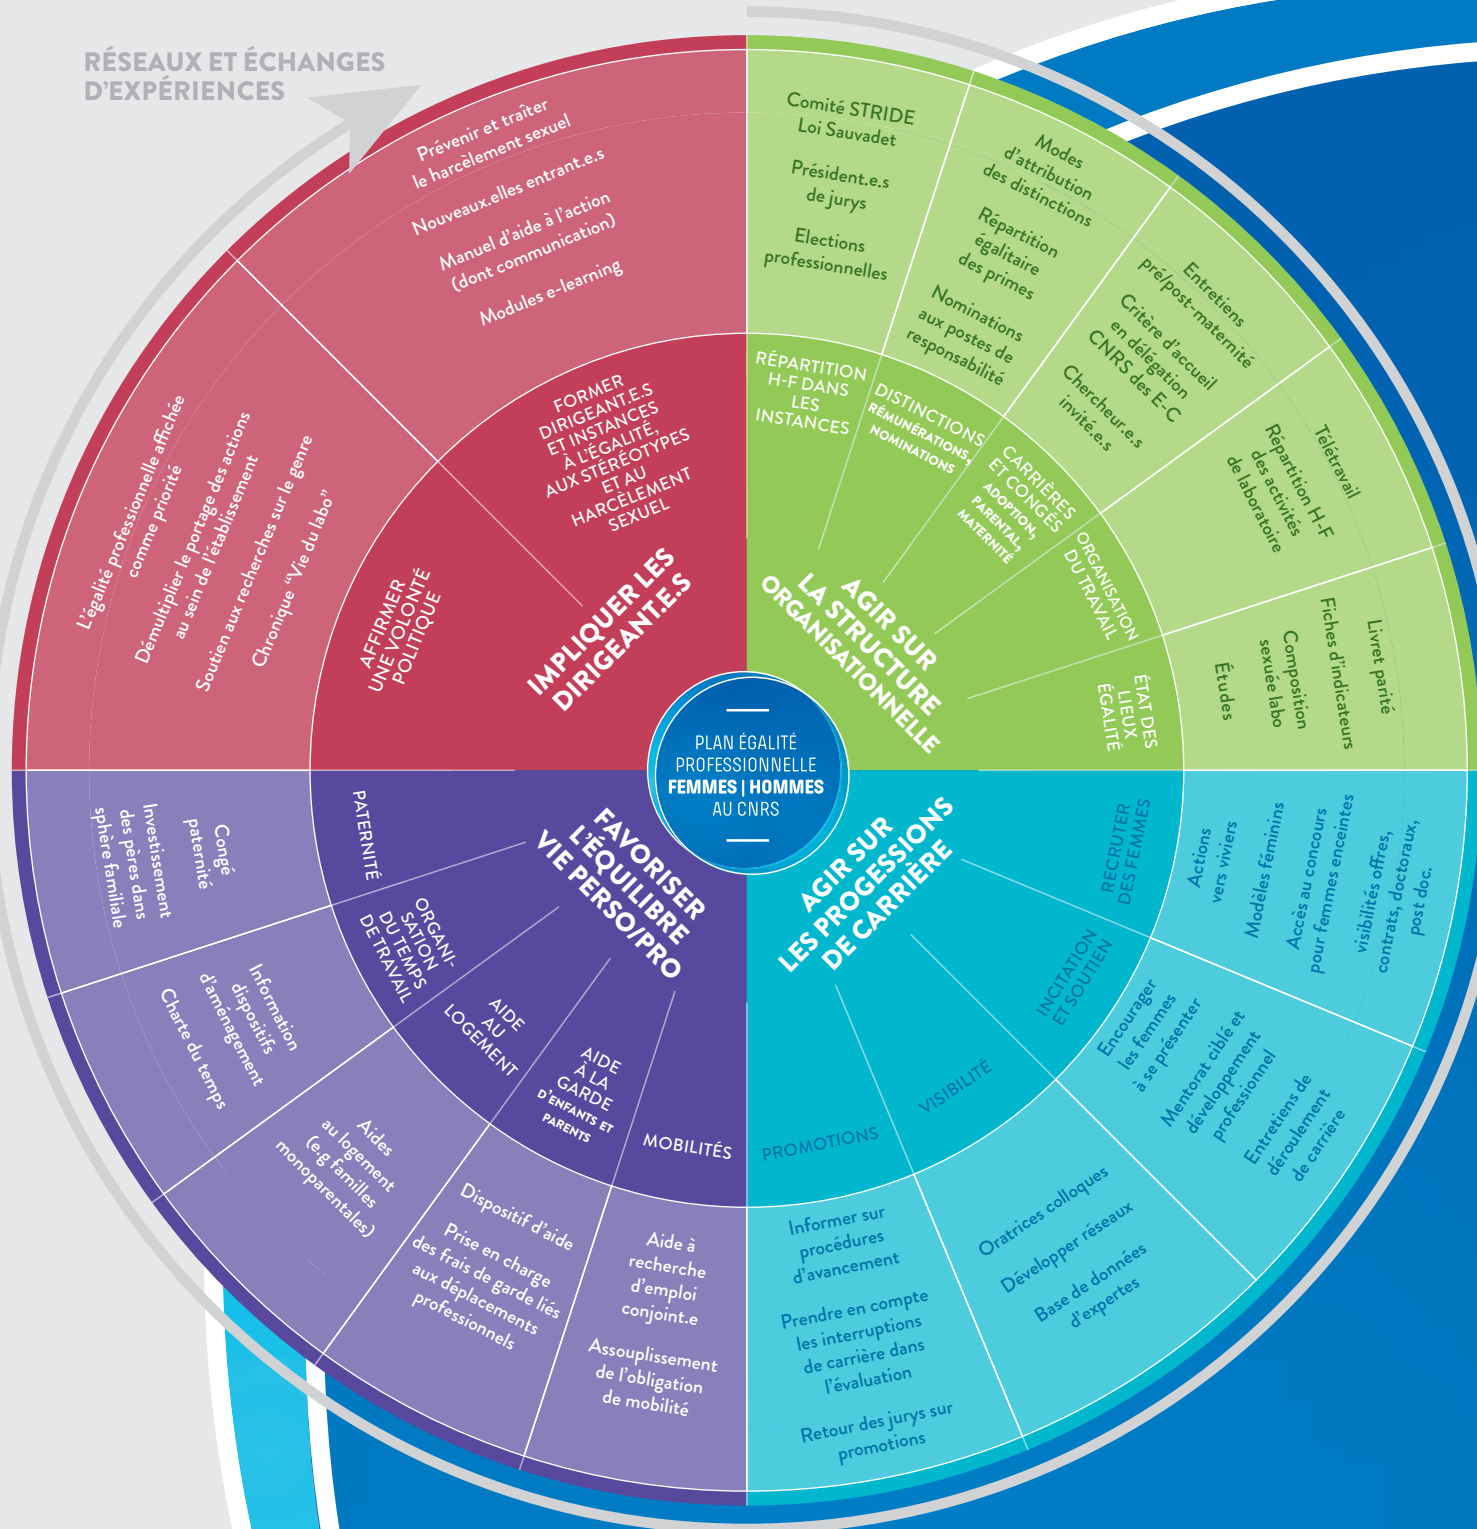 RÉSEAUX ET ÉCHANGES
D'EXPÉRIENCES
PLAN ÉGALITÉ
PROFESSIONNELLE
FEMMES | HOMMES
AU CNRS
AGIR SUR
LA STRUCTURE
ORGANISATIONNELLE
RÉPARTITION
H-F DANS
LES
INSTANCES
Comité STRIDE
Loi Sauvadet
Président.e.s
de jurys
Elections
professionnelles
DISTINCTIONS
RÉMUNÉRATIONS,
NOMINATIONS
Modes
d'attribution
des distinctions
Répartition
égalitaire
des primes
Nominations
aux postes de
responsabilité
CARRIÈRES
ET CONGÉS
ADOPTION,
PARENTAL,
MATERNITÉ
Entretiens
pré/post-maternité
Critère d'accueil
en délégation
CNRS des E-C
Chercheur.e.s
invité.e.s
ORGANISATION
DU TRAVAIL
Télétravail
Répartition H-F
des activités
de laboratoire
ÉTAT DES
LIEUX
ÉGALITÉ
Livret parité
Fiches d'indicateurs
Composition
sexuée labo
Études
AGIR SUR
LES PROGESSIONS
DE CARRIÈRE
RECRUTER
DES FEMMES
Actions
vers viviers
Modèles féminins
Accès au concours
pour femmes enceintes
visibilités offres,
contrats, doctoraux,
post doc.
INCITATION
ET SOUTIEN
Encourager
les femmes
à se présenter
Mentorat ciblé et
développement
professionnel
Entretiens de
déroulement
de carrière
VISIBILITÉ
Oratrices colloques
Développer réseaux
Base de données
d'expertes
PROMOTIONS
Informer sur
procédures
d'avancement
Prendre en compte
les interruptions
de carrière dans
l'évaluation
Retour des jurys sur
promotions
FAVORISER
L'ÉQUILIBRE
VIE PERSO/PRO
MOBILITÉS
Aide à
recherche
d'emploi
conjoint.e
Assouplissement
de l'obligation
de mobilité
AIDE
À LA
GARDE
D'ENFANTS ET
PARENTS
Dispositif d'aide
Prise en charge
des frais de garde liés
aux déplacements
professionnels
AIDE
AU
LOGEMENT
Aides
au logement
(e.g familles
monoparentales)
ORGANI-
SATION
DU TEMPS
DE TRAVAIL
Information
dispositifs
d'aménagement
Charte du temps
PATERNITÉ
Congé
paternité
Investissement
des pères dans
sphère familiale
IMPLIQUER LES
DIRIGEANT.E.S
AFFIRMER
UNE VOLONTÉ
POLITIQUE
L'égalité professionnelle affichée
comme priorité
Démultiplier le portage des actions
au sein de l'établissement
Soutien aux recherches sur le genre
Chronique “Vie du labo”
FORMER
DIRIGEANT.E.S
ET INSTANCES
À L'ÉGALITÉ,
AUX STÉRÉOTYPES
ET AU
HARCÈLEMENT
SEXUEL
Prévenir et traîter
le harcèlement sexuel
Nouveaux.elles entrant.e.s
Manuel d'aide à l'action
(dont communication)
Modules e-learning